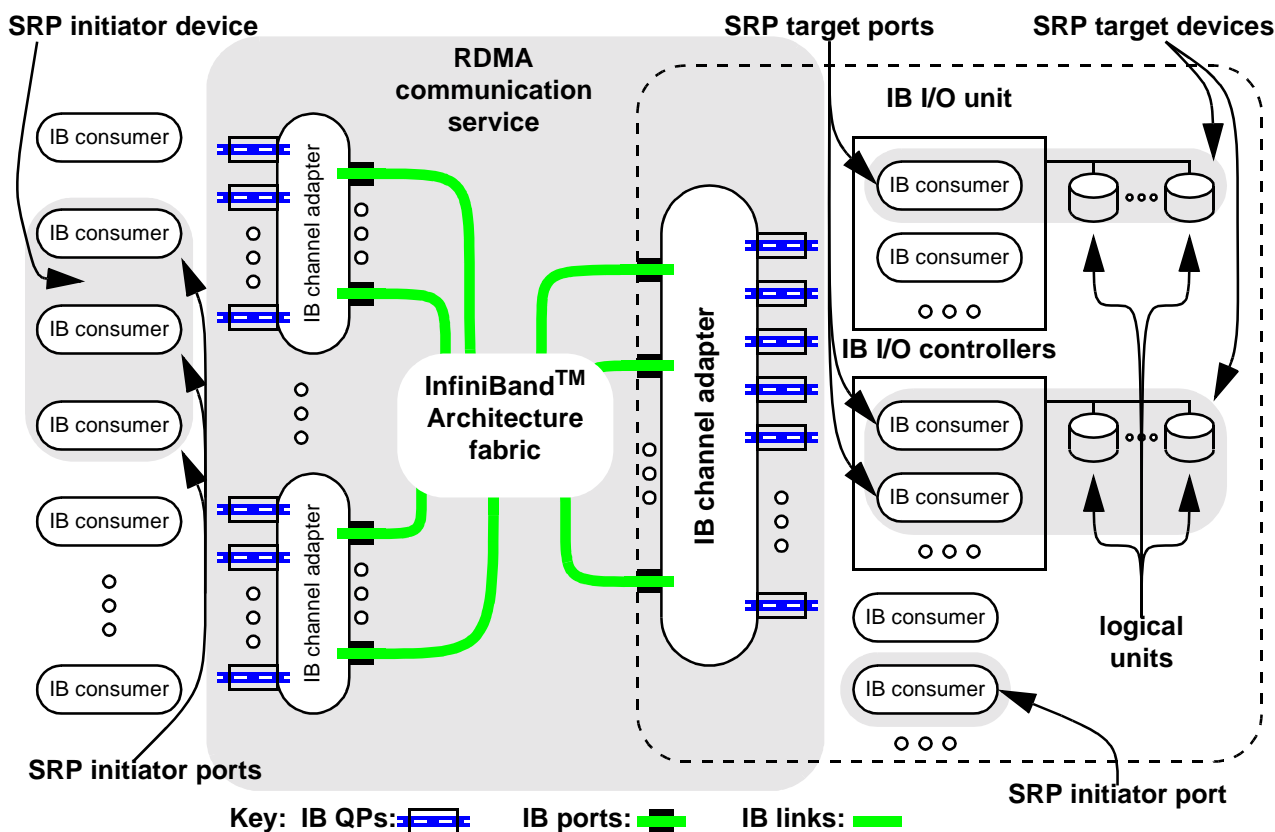 SRP initiator device
SRP target ports
SRP target devices
RDMA
communication
service
IB I/O unit
IB consumer
IB consumer
IB consumer
IB consumer
IB consumer
IB consumer
IB channel adapter
IB channel adapter
InfiniBandTM
Architecture
fabric
IB channel adapter
IB consumer
IB consumer
IB I/O controllers
IB consumer
IB consumer
IB consumer
IB consumer
logical
units
SRP initiator ports
SRP initiator port
Key: IB QPs:
IB ports:
IB links: